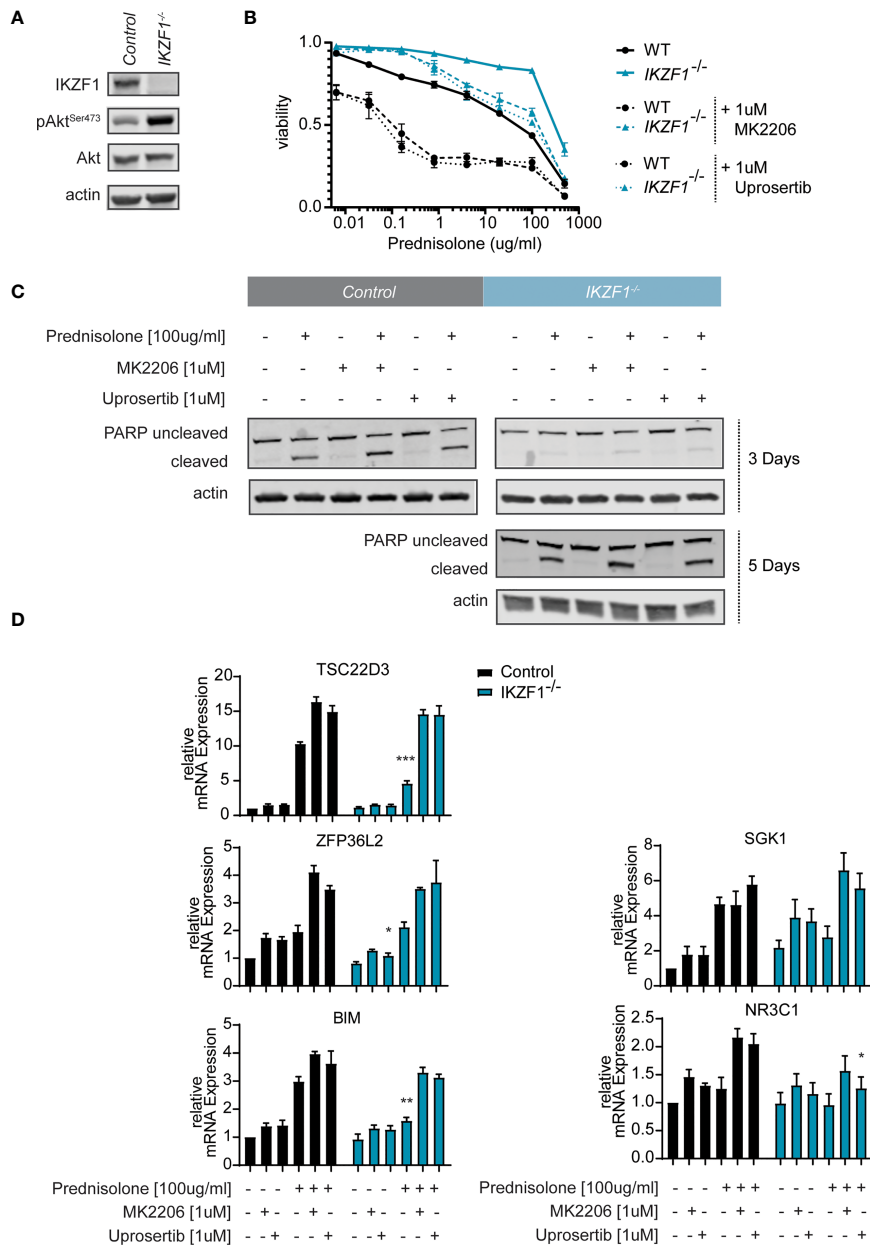 A
Control
IKZF1-/-
IKZF1
pAktSer473
Akt
actin
B
1.0
0.5
0.0
viability
0.01 0.1 1 10 100 1000
Prednisolone (ug/ml)
WT
IKZF1-/-
WT
IKZF1-/-
+ 1uM
MK2206
WT
IKZF1-/-
+ 1uM
Uprosertib
C
Control
IKZF1-/-
Prednisolone [100ug/ml] - + - + - + - + - + - +
MK2206 [1uM] - - + + - - - - + + - -
Uprosertib [1uM] - - - - + + - - - - + +
PARP uncleaved
cleaved
actin
3 Days
PARP uncleaved
cleaved
actin
5 Days
D
Control
IKZF1-/-
TSC22D3
relative
mRNA Expression
20
15
10
5
0
***
ZFP36L2
relative
mRNA Expression
5
4
3
2
1
0
*
BIM
relative
mRNA Expression
5
4
3
2
1
0
**
Prednisolone [100ug/ml] - - - + + + - - - + + +
MK2206 [1uM] - + - - + - - + - - + -
Uprosertib [1uM] - - + - - + - - + - - +
SGK1
relative
mRNA Expression
8
6
4
2
0
NR3C1
relative
mRNA Expression
2.5
2.0
1.5
1.0
0.5
0.0
*
Prednisolone [100ug/ml] - - - + + + - - - + + +
MK2206 [1uM] - + - - + - - + - - + -
Uprosertib [1uM] - - + - - + - - + - - +